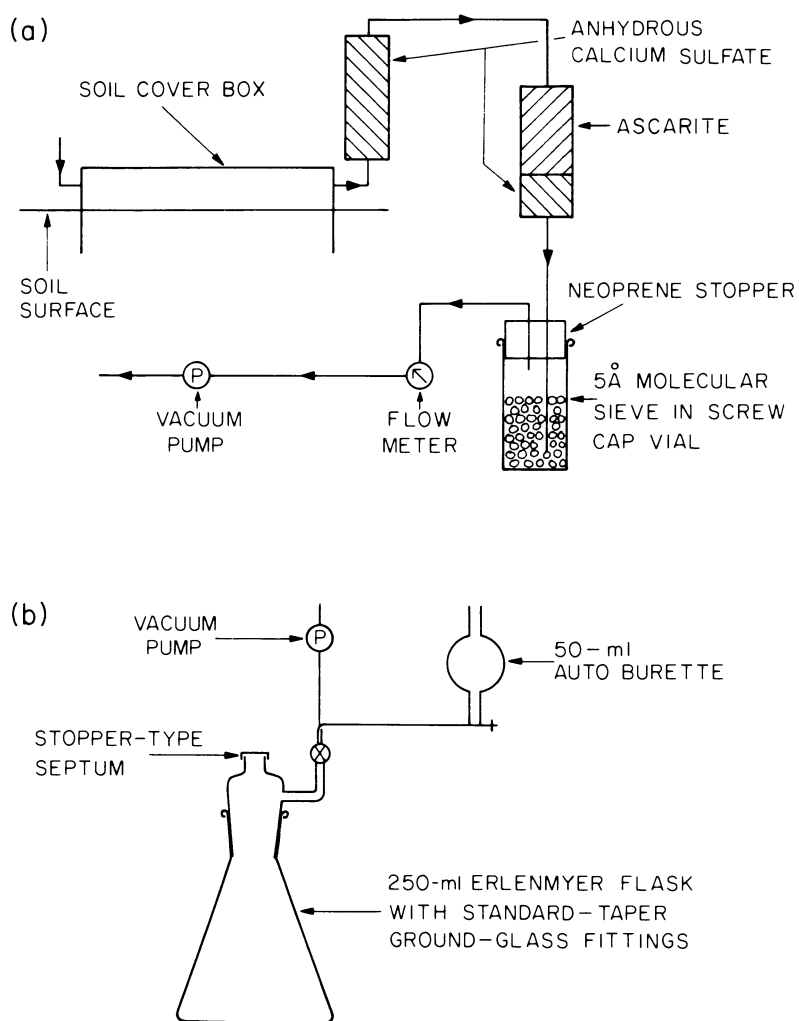 (a)
ANHYDROUS
CALCIUM SULFATE
SOIL COVER BOX
ASCARITE
SOIL
SURFACE
NEOPRENE STOPPER
P
VACUUM
PUMP
FLOW
METER
5Å MOLECULAR
SIEVE IN SCREW
CAP VIAL
(b)
VACUUM
PUMP
P
50-ml
AUTO BURETTE
STOPPER-TYPE
SEPTUM
250-ml ERLENMYER FLASK
WITH STANDARD-TAPER
GROUND-GLASS FITTINGS